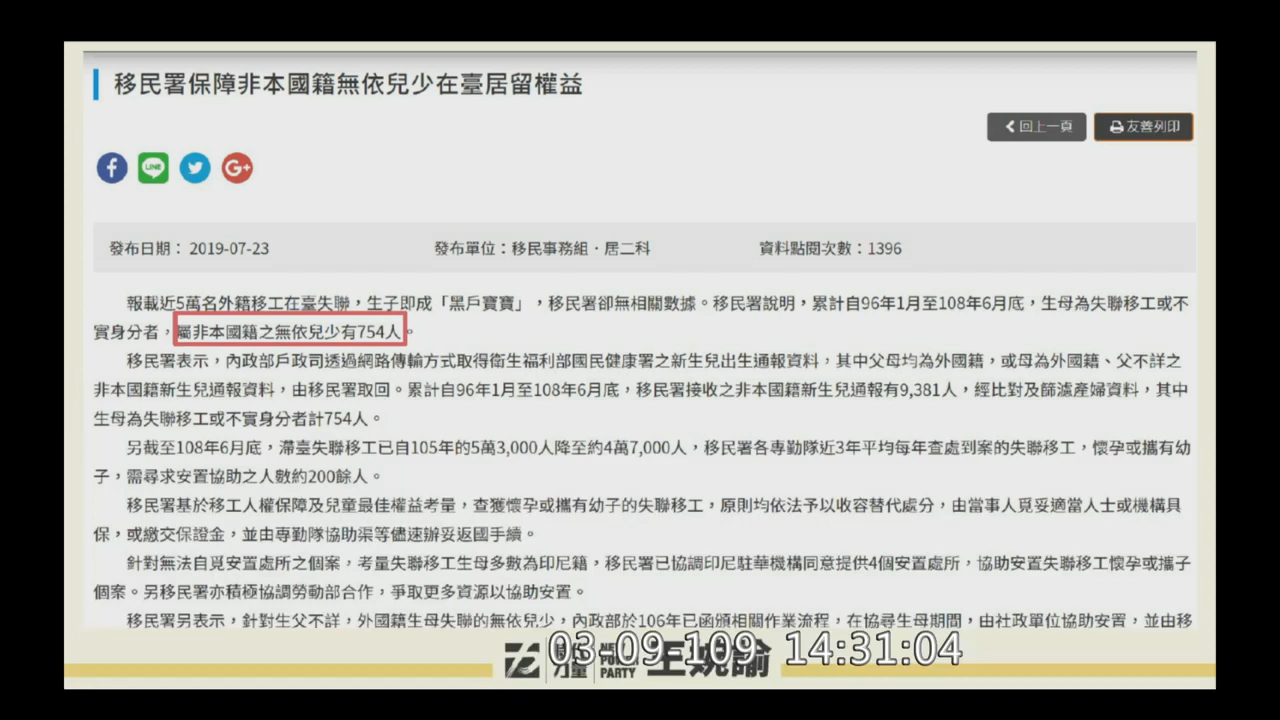 移民署保障非本國籍無依兒少在臺居留權益
回上一頁
友善列印
LINE
G+
發布日期： 2019-07-23
發布單位：移民事務組．居二科
資料點閱次數：1396
報載近5萬名外籍移工在臺失聯，生子即成「黑戶寶寶」，移民署卻無相關數據。移民署說明，累計自96年1月至108年6月底，生母為失聯移工或不
實身分者，屬非本國籍之無依兒少有754人。
移民署表示，內政部戶政司透過網路傳輸方式取得衛生福利部國民健康署之新生兒出生通報資料，其中父母均為外國籍，或母為外國籍、父不詳之
非本國籍新生兒通報資料，由移民署取回。累計自96年1月至108年6月底，移民署接收之非本國籍新生兒通報有9,381人，經比對及篩濾產婦資料，其中
生母為失聯移工或不實身分者計754人。
另截至108年6月底，滯臺失聯移工已自105年的5萬3,000人降至約4萬7,000人，移民署各專勤隊近3年平均每年查處到案的失聯移工，懷孕或攜有幼
子，需尋求安置協助之人數約200餘人。
移民署基於移工人權保障及兒童最佳權益考量，查獲懷孕或攜有幼子的失聯移工，原則均依法予以收容替代處分，由當事人覓妥適當人士或機構具
保，或繳交保證金，並由專勤隊協助渠等儘速辦妥返國手續。
針對無法自覓安置處所之個案，考量失聯移工生母多數為印尼籍，移民署已協調印尼駐華機構同意提供4個安置處所，協助安置失聯移工懷孕或攜子
個案。另移民署亦積極協調勞動部合作，爭取更多資源以協助安置。
移民署另表示，針對生父不詳，外國籍生母失聯的無依兒少，內政部於106年已函頒相關作業流程，在協尋生母期間，由社政單位協助安置，並由移
力量
PARTY
王婉諭
03-09-109 14:31:04